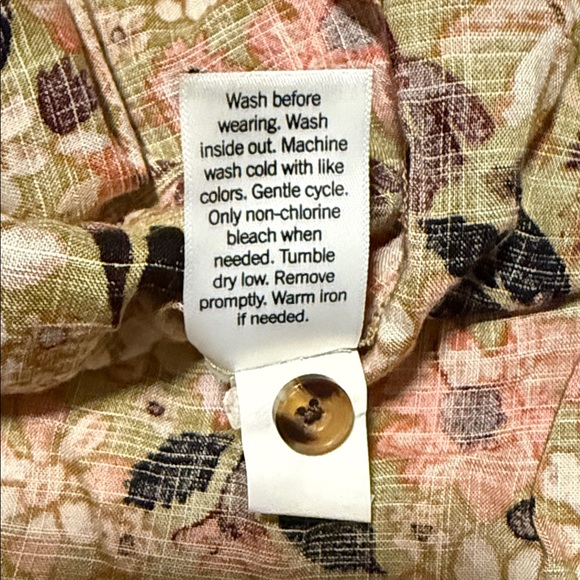 Wash before
wearing. Wash
inside out. Machine
wash cold with like
colors. Gentle cycle.
Only non-chlorine
bleach when
needed. Tumble
dry low. Remove
promptly. Warm iron
if needed.